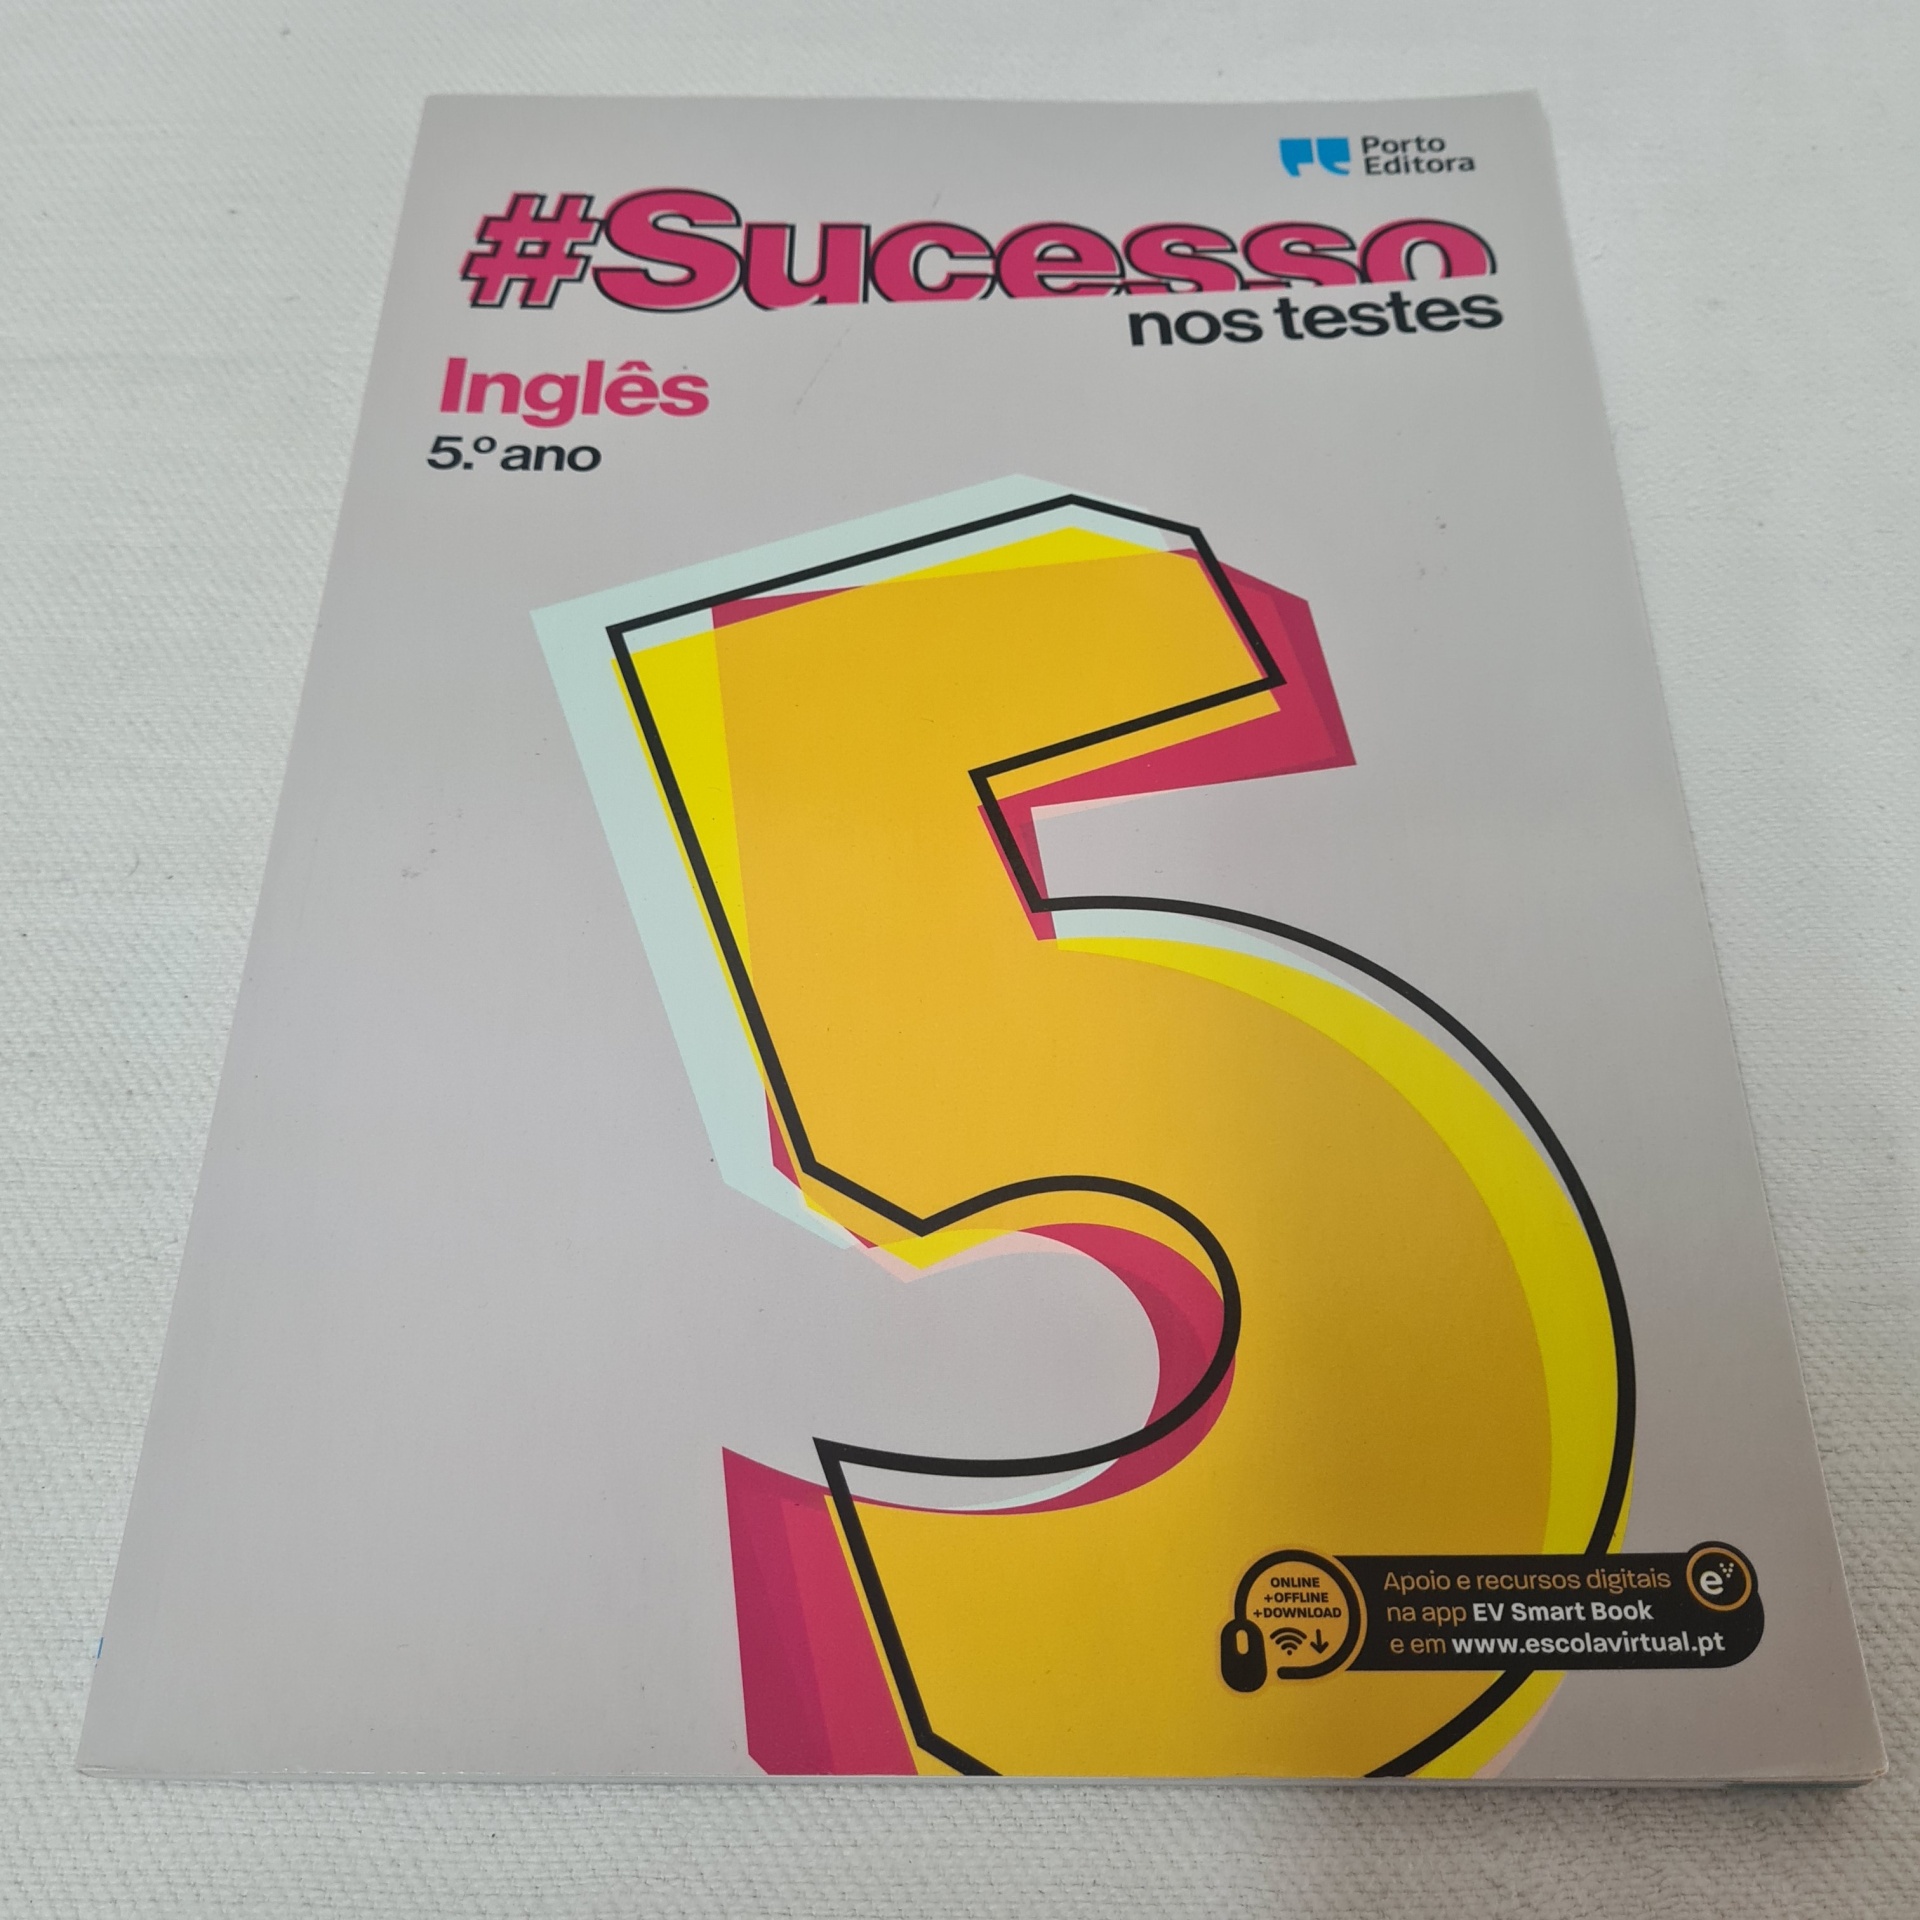 Porto
Editora
#Sucesso
nos testes
Inglês
5.º ano
5
ONLINE
+OFFLINE
+DOWNLOAD
Apoio e recursos digitais
na app EV Smart Book
e em www.escolavirtual.pt
e